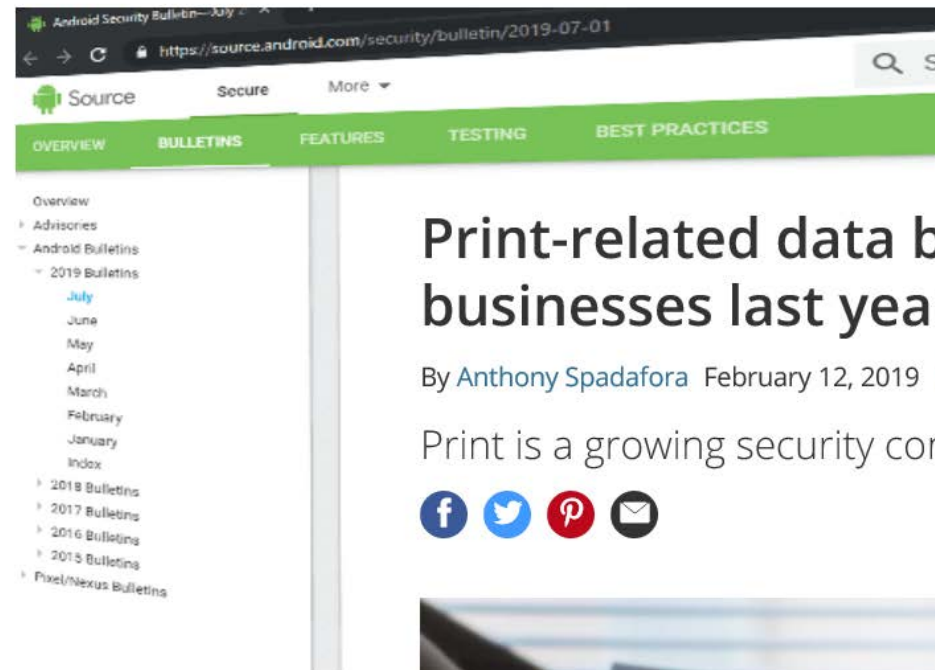 Android Security Bulletin—July 2
https://source.android.com/security/bulletin/2019-07-01
Source
Secure
More
S
OVERVIEW
BULLETINS
FEATURES
TESTING
BEST PRACTICES
Overview
Advisories
Android Bulletins
2019 Bulletins
July
June
May
April
March
February
January
Index
2018 Bulletins
2017 Bulletins
2016 Bulletins
2015 Bulletins
Pixel/Nexus Bulletins
Print-related data b
businesses last yea
By Anthony Spadafora February 12, 2019
Print is a growing security con